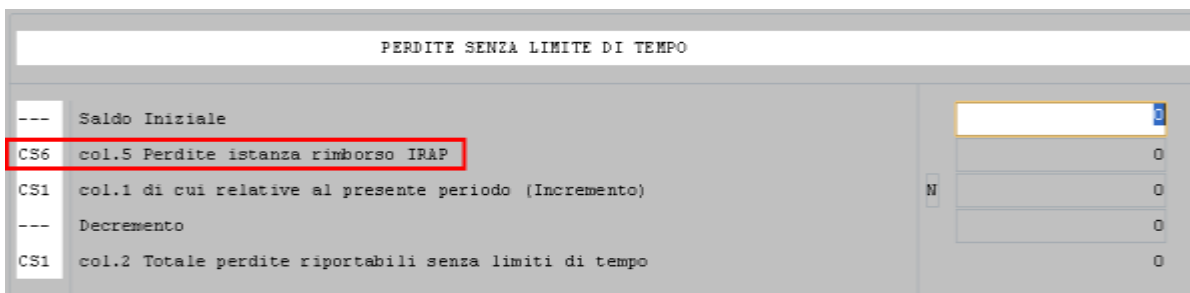 PERDITE SENZA LIMITE DI TEMPO
--- Saldo Iniziale 0
CS6 col.5 Perdite istanza rimborso IRAP 0
CS1 col.1 di cui relative al presente periodo (Incremento) N 0
--- Decremento 0
CS1 col.2 Totale perdite riportabili senza limiti di tempo 0